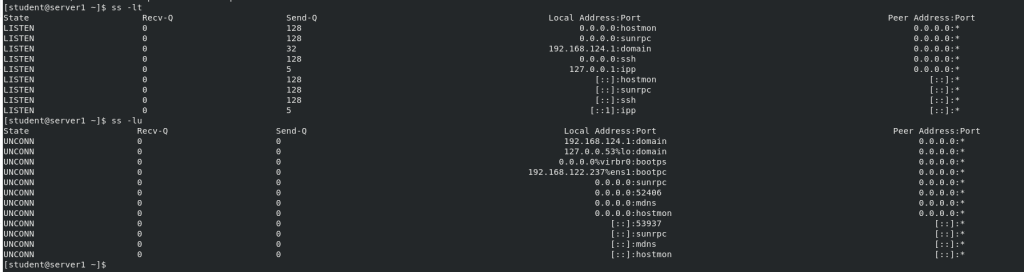 [student@server1 ~]$ ss -lt
State Recv-Q Send-Q Local Address:Port Peer Address:Port
LISTEN 0 128 0.0.0.0:hostmon 0.0.0.0:*
LISTEN 0 128 0.0.0.0:sunrpc 0.0.0.0:*
LISTEN 0 32 192.168.124.1:domain 0.0.0.0:*
LISTEN 0 128 0.0.0.0:ssh 0.0.0.0:*
LISTEN 0 5 127.0.0.1:ipp 0.0.0.0:*
LISTEN 0 128 [::]:hostmon [::]:*
LISTEN 0 128 [::]:sunrpc [::]:*
LISTEN 0 128 [::]:ssh [::]:*
LISTEN 0 5 [::1]:ipp [::]:*
[student@server1 ~]$ ss -lu
State Recv-Q Send-Q Local Address:Port Peer Address:Port
UNCONN 0 0 192.168.124.1:domain 0.0.0.0:*
UNCONN 0 0 127.0.0.53%lo:domain 0.0.0.0:*
UNCONN 0 0 0.0.0.0%virbr0:bootps 0.0.0.0:*
UNCONN 0 0 192.168.122.237%ens1:bootpc 0.0.0.0:*
UNCONN 0 0 0.0.0.0:sunrpc 0.0.0.0:*
UNCONN 0 0 0.0.0.0:52406 0.0.0.0:*
UNCONN 0 0 0.0.0.0:mdns 0.0.0.0:*
UNCONN 0 0 0.0.0.0:hostmon 0.0.0.0:*
UNCONN 0 0 [::]:53937 [::]:*
UNCONN 0 0 [::]:sunrpc [::]:*
UNCONN 0 0 [::]:mdns [::]:*
UNCONN 0 0 [::]:hostmon [::]:*
[student@server1 ~]$